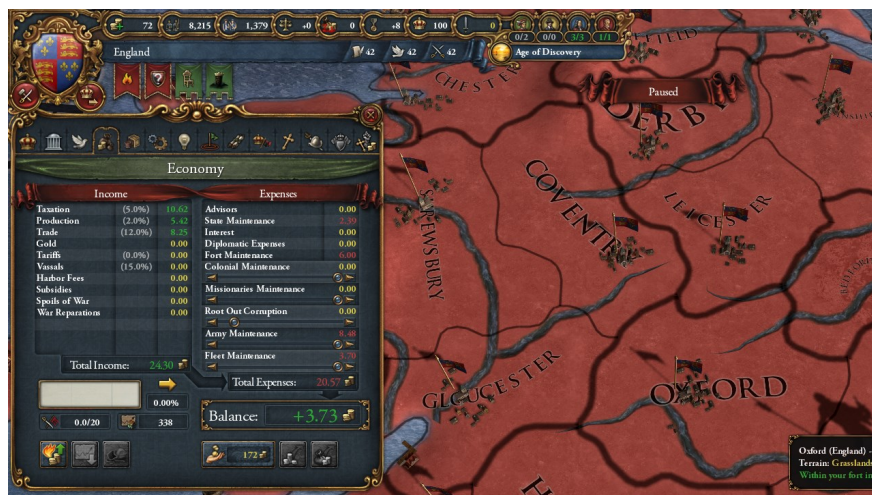 72 8,215 1,379 +0 0 +8 100 0
0/2 0/0 3/3 1/1
England
42 42 42
Age of Discovery
Paused
Economy
Income
Taxation (5.0%) 10.62
Production (2.0%) 5.42
Trade (12.0%) 8.25
Gold 0.00
Tariffs (0.0%) 0.00
Vassals (15.0%) 0.00
Harbor Fees 0.00
Subsidies 0.00
Spoils of War 0.00
War Reparations 0.00
Total Income: 24.30
Expenses
Advisors 0.00
State Maintenance 2.39
Interest 0.00
Diplomatic Expenses 0.00
Fort Maintenance 6.00
Colonial Maintenance 0.00
Missionaries Maintenance 0.00
Root Out Corruption 0.00
Army Maintenance 8.48
Fleet Maintenance 3.70
Total Expenses: 20.57
0.00%
Balance: +3.73
0.0/20 338
172
CHESTER
DERBY
COVENTRY
LEICESTER
SHREWSBURY
GLOUCESTER
OXFORD
Oxford (England) -
Terrain: Grasslands
Within your fort in